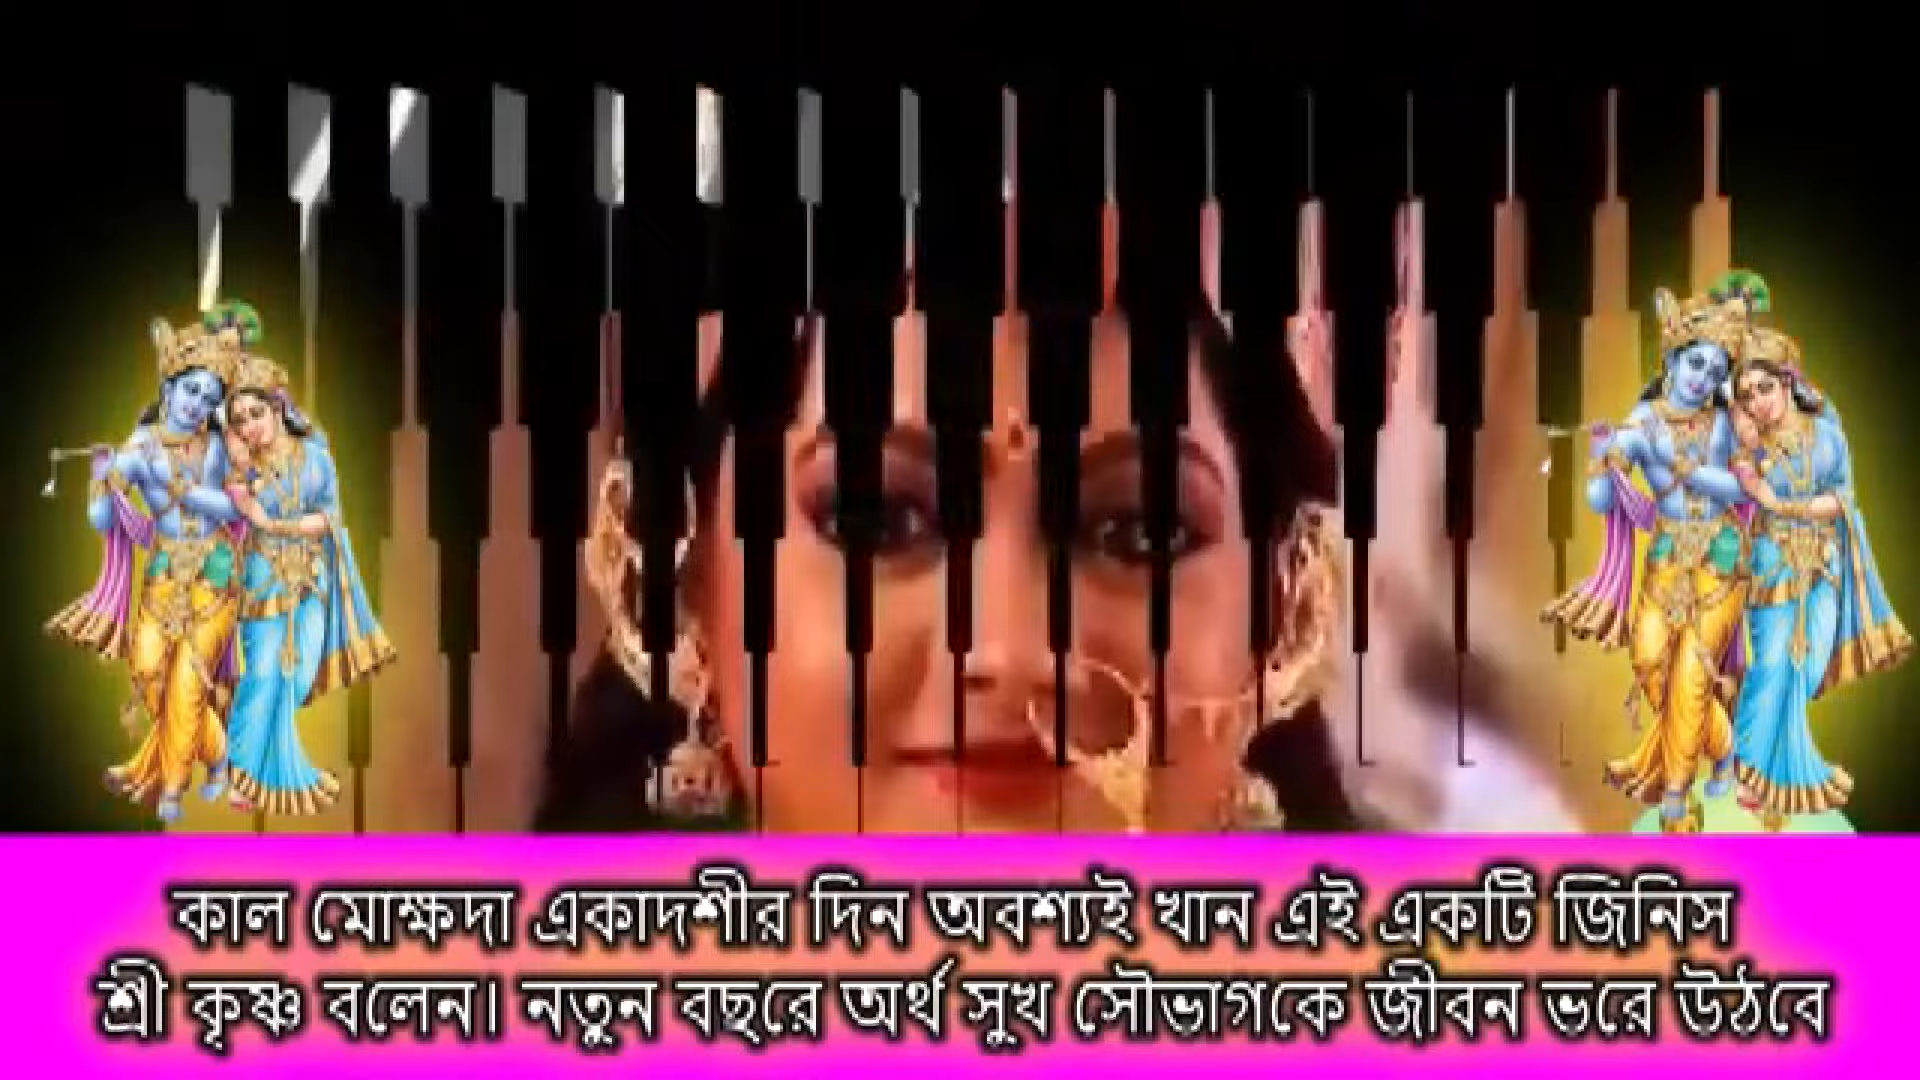 কাল মোক্ষদা একাদশীর দিন অবশ্যই খান এই একটি জিনিস
শ্রী কৃষ্ণ বলেন। নতুন বছরে অর্থ সুখ সৌভাগকে জীবন ভরে উঠবে